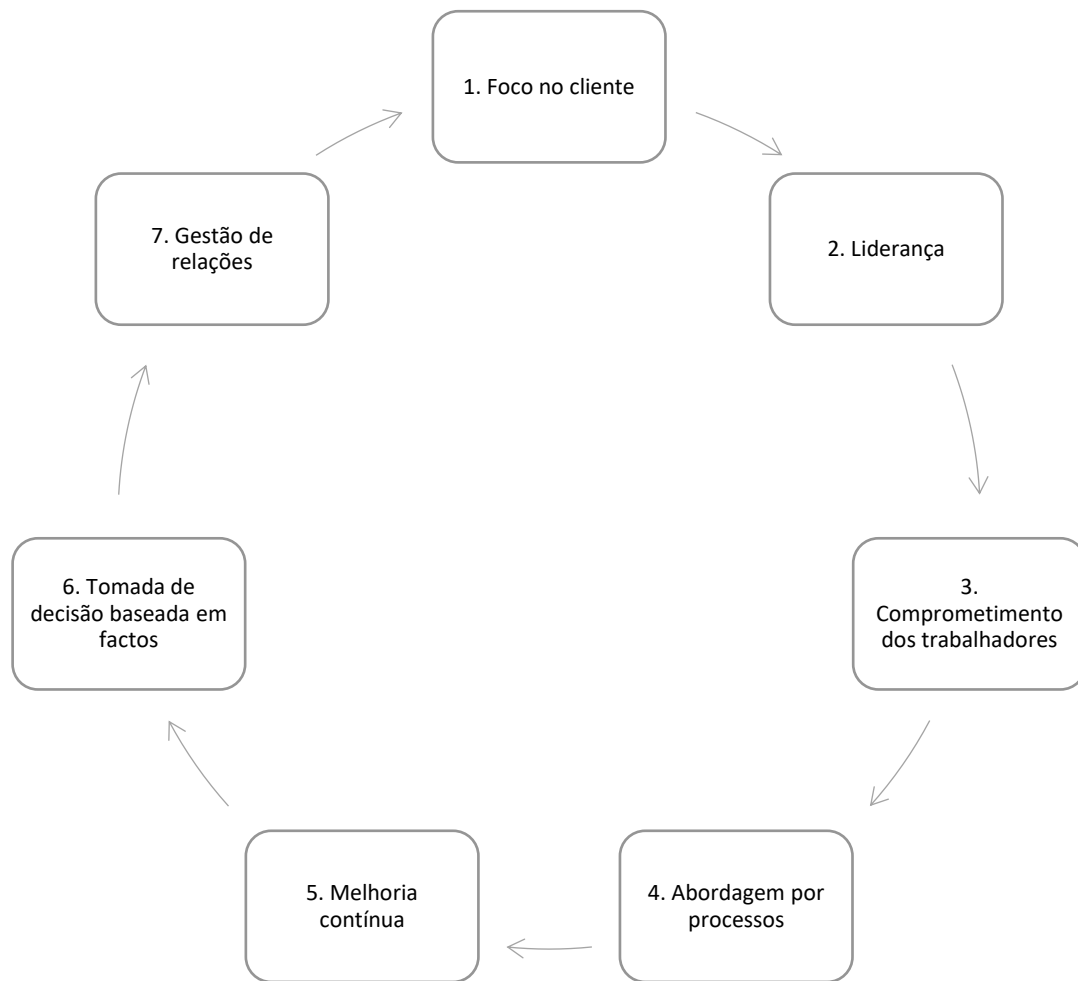 1. Foco no cliente
2. Liderança
3.
Comprometimento
dos trabalhadores
4. Abordagem por
processos
5. Melhoria
contínua
6. Tomada de
decisão baseada em
factos
7. Gestão de
relações